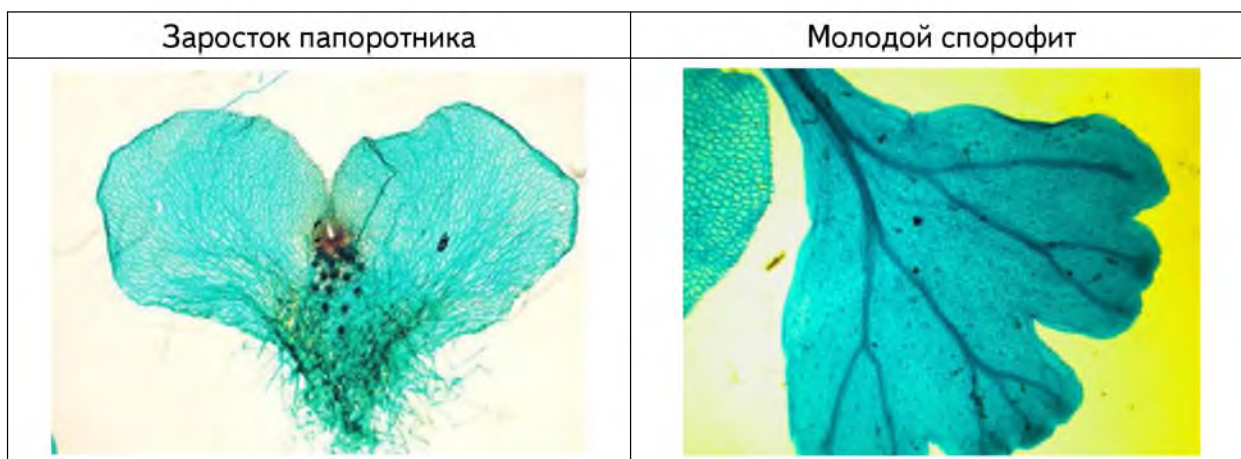 Заросток папоротника
Молодой спорофит